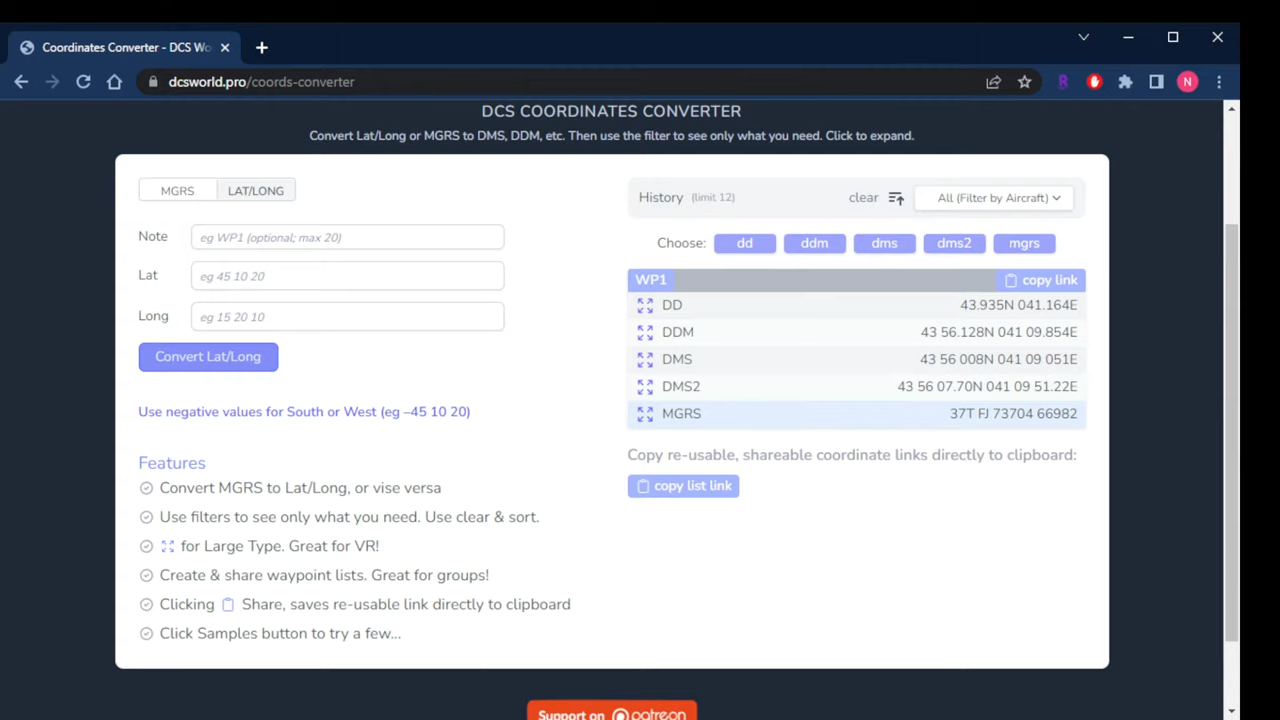 Coordinates Converter - DCS Wo
dcsworld.pro/coords-converter
N
DCS COORDINATES CONVERTER
Convert Lat/Long or MGRS to DMS, DDM, etc. Then use the filter to see only what you need. Click to expand.
MGRS LAT/LONG
Note eg WP1 (optional; max 20)
Lat eg 45 10 20
Long eg 15 20 10
Convert Lat/Long
Use negative values for South or West (eg –45 10 20)
Features
Convert MGRS to Lat/Long, or vise versa
Use filters to see only what you need. Use clear & sort.
for Large Type. Great for VR!
Create & share waypoint lists. Great for groups!
Clicking Share, saves re-usable link directly to clipboard
Click Samples button to try a few...
History (limit 12) clear All (Filter by Aircraft)
Choose: dd ddm dms dms2 mgrs
WP1 copy link
DD 43.935N 041.164E
DDM 43 56.128N 041 09.854E
DMS 43 56 008N 041 09 051E
DMS2 43 56 07.70N 041 09 51.22E
MGRS 37T FJ 73704 66982
Copy re-usable, shareable coordinate links directly to clipboard:
copy list link
Support on patreon